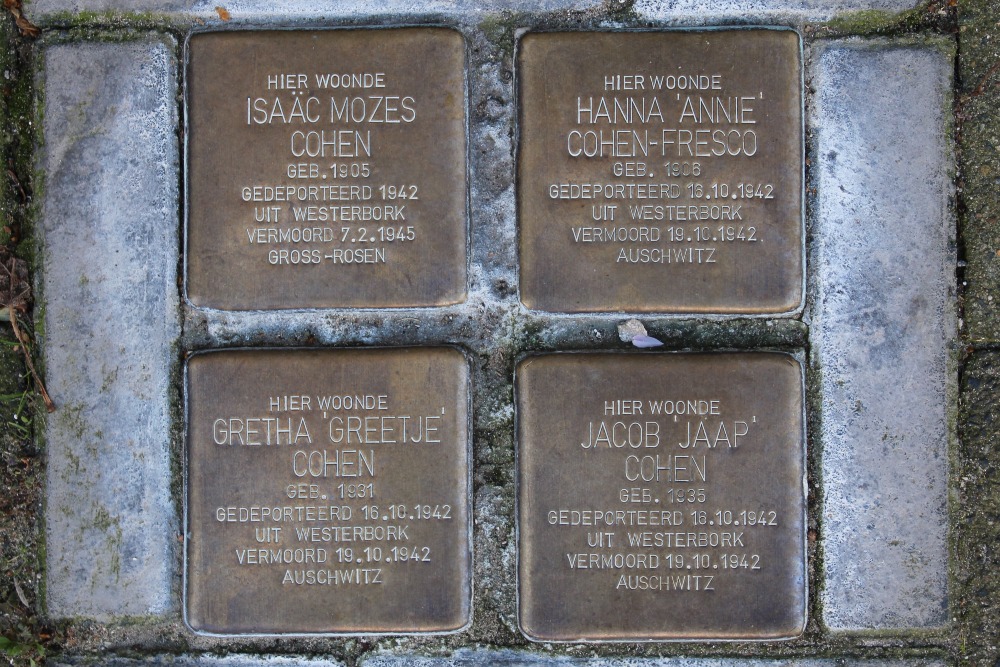 HIER WOONDE
ISAÄC MOZES
COHEN
GEB. 1905
GEDEPORTEERD 1942
UIT WESTERBORK
VERMOORD 7.2.1945
GROSS-ROSEN
HIER WOONDE
HANNA 'ANNIE'
COHEN-FRESCO
GEB. 1906
GEDEPORTEERD 16.10.1942
UIT WESTERBORK
VERMOORD 19.10.1942
AUSCHWITZ
HIER WOONDE
GRETHA 'GREETJE'
COHEN
GEB. 1931
GEDEPORTEERD 16.10.1942
UIT WESTERBORK
VERMOORD 19.10.1942
AUSCHWITZ
HIER WOONDE
JACOB 'JAAP'
COHEN
GEB. 1935
GEDEPORTEERD 16.10.1942
UIT WESTERBORK
VERMOORD 19.10.1942
AUSCHWITZ